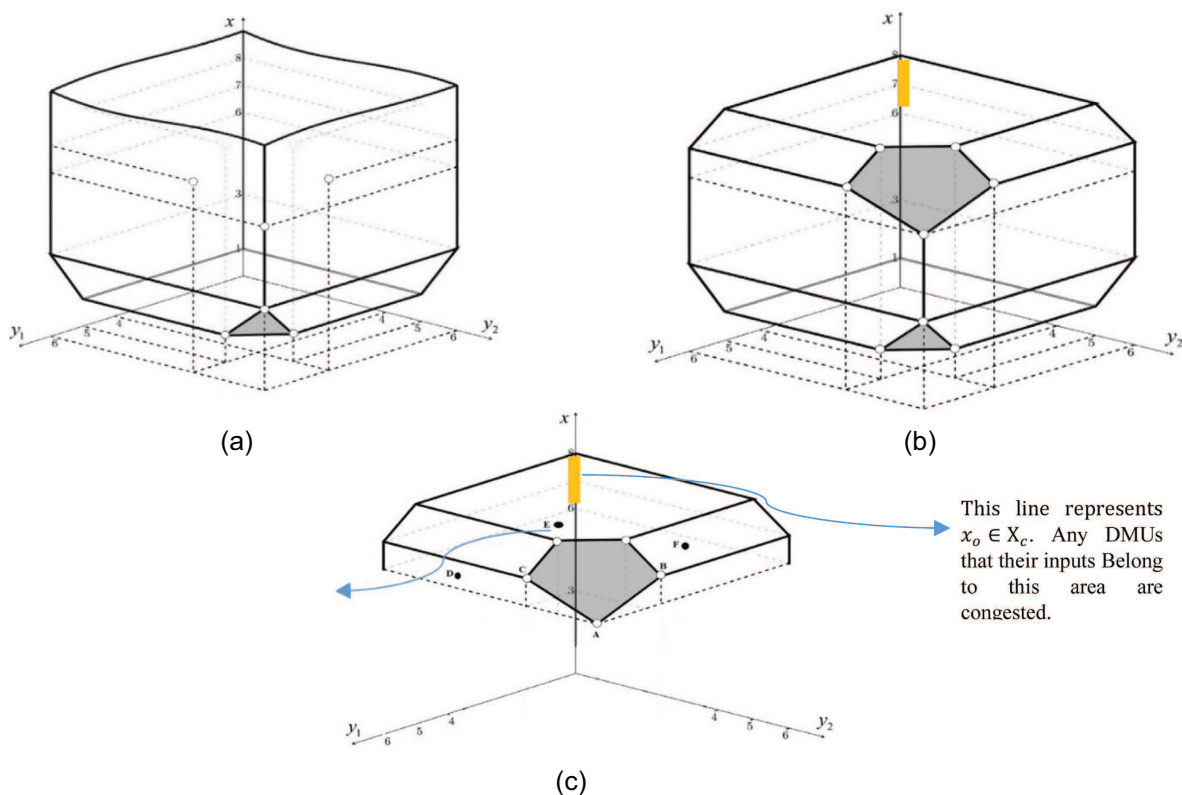 x
8
7
6
3
1
y₁
6
5
4
4
5
6
y₂
(a)
x
8
7
6
3
1
y₁
6
5
4
4
5
6
y₂
(b)
x
8
6
3
E
F
D
C
B
A
y₁
6
5
4
4
5
6
y₂
(c)
This line represents
x₀ ∈ X_c. Any DMUs
that their inputs Belong
to this area are
congested.